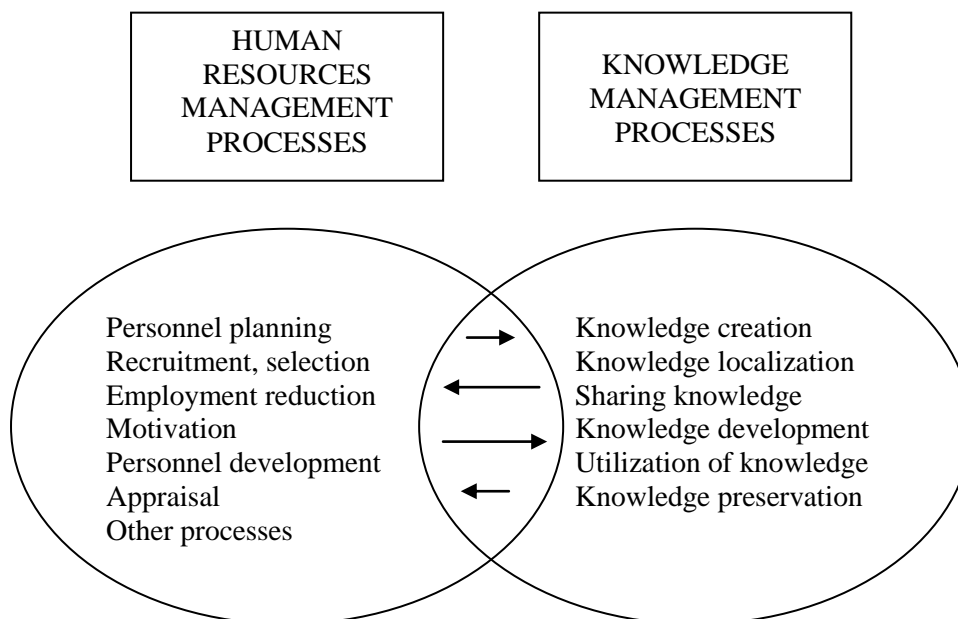 HUMAN
RESOURCES
MANAGEMENT
PROCESSES
KNOWLEDGE
MANAGEMENT
PROCESSES
Personnel planning
Recruitment, selection
Employment reduction
Motivation
Personnel development
Appraisal
Other processes
Knowledge creation
Knowledge localization
Sharing knowledge
Knowledge development
Utilization of knowledge
Knowledge preservation